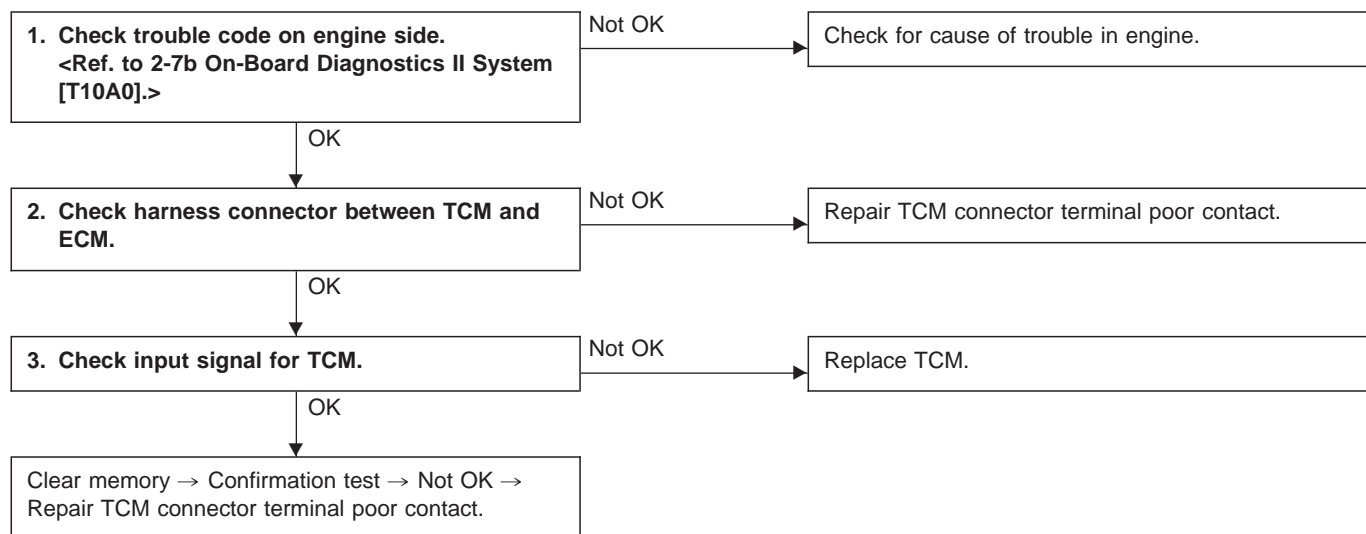 1. Check trouble code on engine side.
<Ref. to 2-7b On-Board Diagnostics II System
[T10A0].>
Not OK
Check for cause of trouble in engine.
OK
2. Check harness connector between TCM and
ECM.
Not OK
Repair TCM connector terminal poor contact.
OK
3. Check input signal for TCM.
Not OK
Replace TCM.
OK
Clear memory → Confirmation test → Not OK →
Repair TCM connector terminal poor contact.